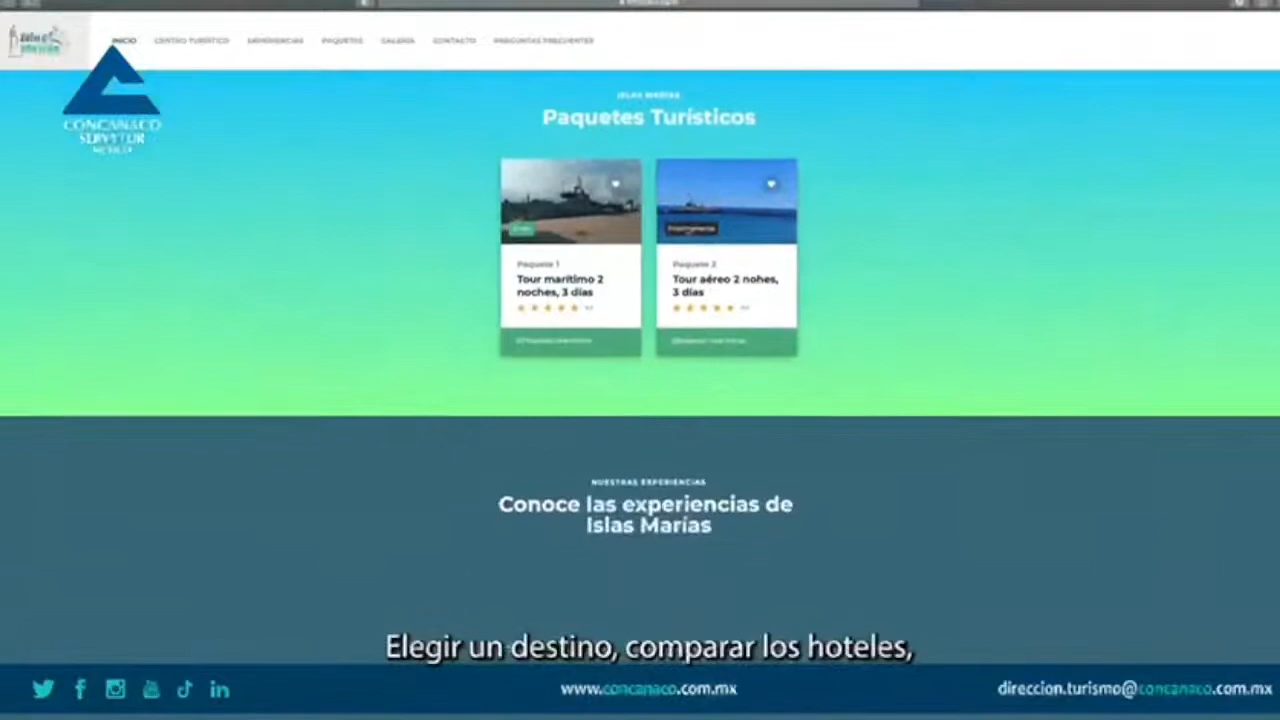 INICIO CENTRO TURÍSTICO EXPERIENCIAS PAQUETES GALERÍA CONTACTO PREGUNTAS FRECUENTES
CONCANACO
SERVYTUR
MÉXICO
ISLAS MARÍAS
Paquetes Turísticos
Paquete 1
Tour marítimo 2
noches, 3 días
Paquete 2
Tour aéreo 2 nohes,
3 días
NUESTRAS EXPERIENCIAS
Conoce las experiencias de
Islas Marías
Elegir un destino, comparar los hoteles,
www.concanaco.com.mx
direccion.turismo@concanaco.com.mx